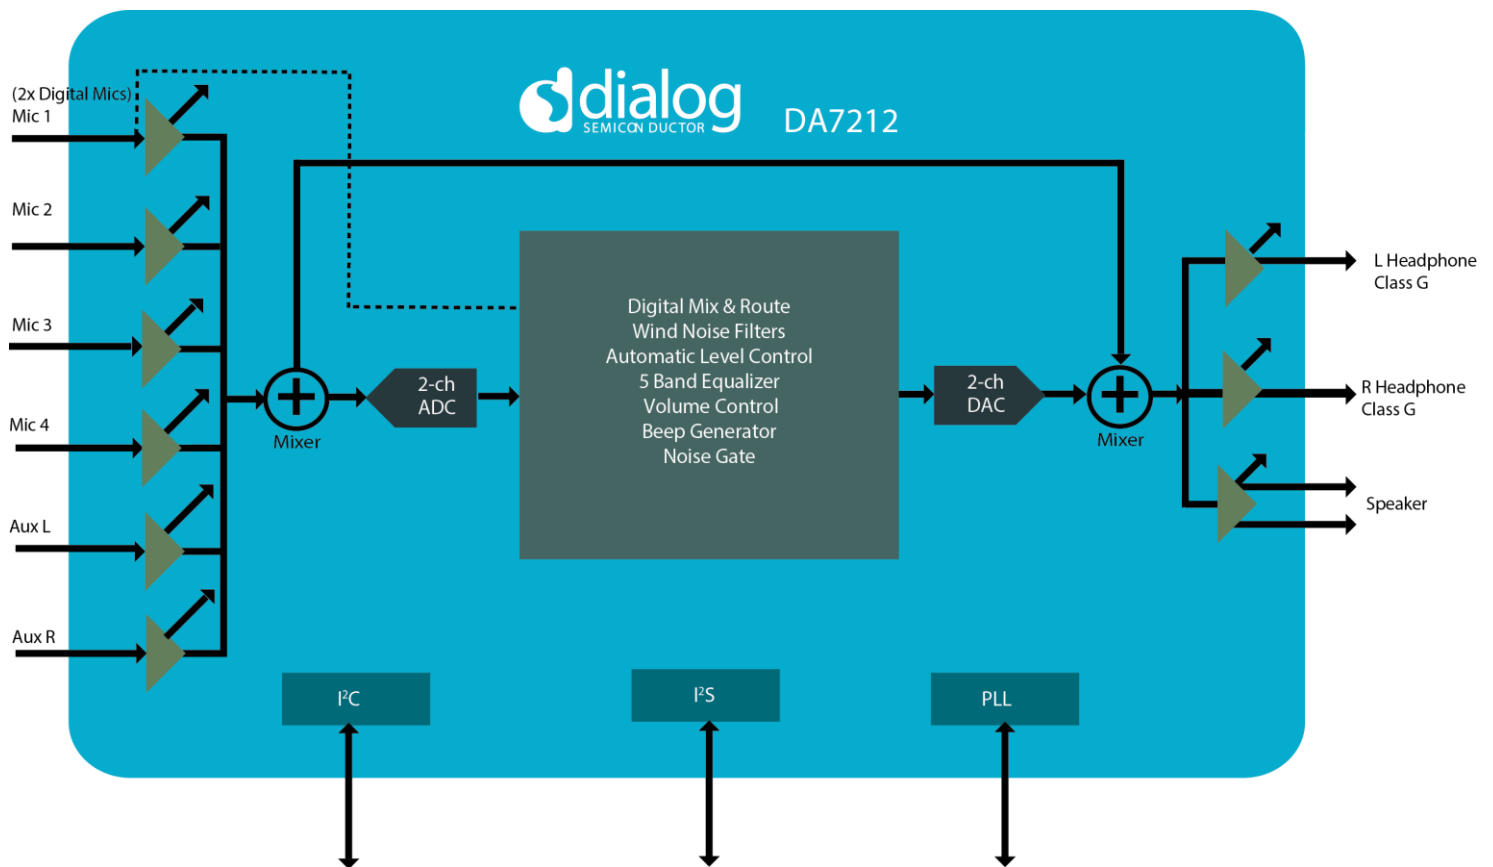 dialog
SEMICONDUCTOR
DA7212
(2x Digital Mics)
Mic 1
Mic 2
Mic 3
Mic 4
Aux L
Aux R
Mixer
2-ch
ADC
Digital Mix & Route
Wind Noise Filters
Automatic Level Control
5 Band Equalizer
Volume Control
Beep Generator
Noise Gate
2-ch
DAC
Mixer
L Headphone
Class G
R Headphone
Class G
Speaker
I²C
I²S
PLL